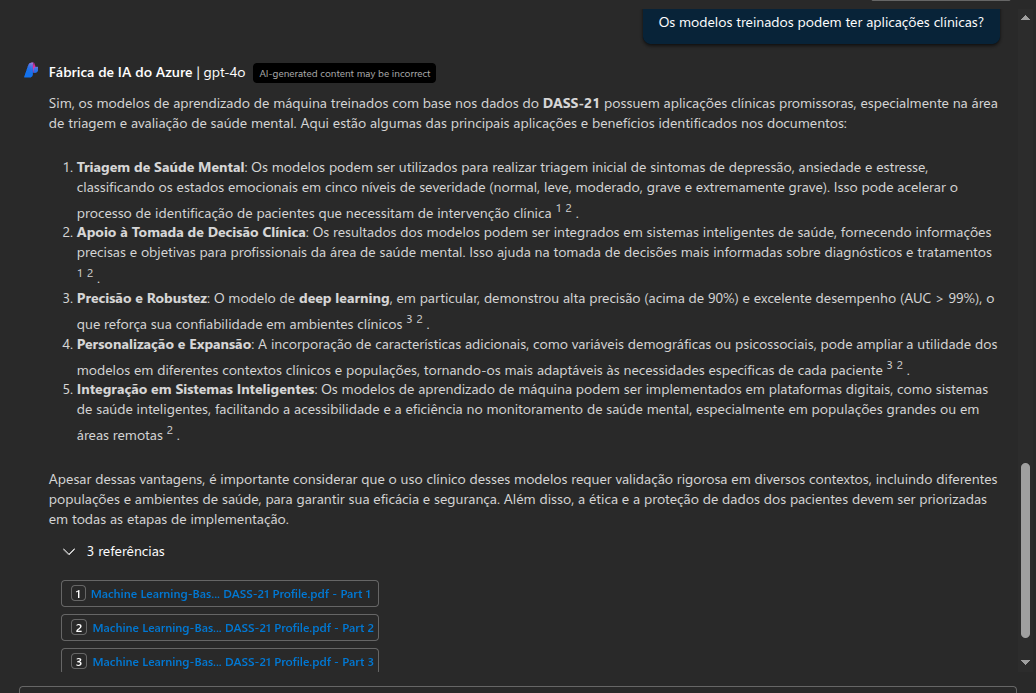 Os modelos treinados podem ter aplicações clínicas?
Fábrica de IA do Azure | gpt-4o AI-generated content may be incorrect
Sim, os modelos de aprendizado de máquina treinados com base nos dados do DASS-21 possuem aplicações clínicas promissoras, especialmente na área
de triagem e avaliação de saúde mental. Aqui estão algumas das principais aplicações e benefícios identificados nos documentos:
1. Triagem de Saúde Mental: Os modelos podem ser utilizados para realizar triagem inicial de sintomas de depressão, ansiedade e estresse,
classificando os estados emocionais em cinco níveis de severidade (normal, leve, moderado, grave e extremamente grave). Isso pode acelerar o
processo de identificação de pacientes que necessitam de intervenção clínica 1 2 .
2. Apoio à Tomada de Decisão Clínica: Os resultados dos modelos podem ser integrados em sistemas inteligentes de saúde, fornecendo informações
precisas e objetivas para profissionais da área de saúde mental. Isso ajuda na tomada de decisões mais informadas sobre diagnósticos e tratamentos
1 2 .
3. Precisão e Robustez: O modelo de deep learning, em particular, demonstrou alta precisão (acima de 90%) e excelente desempenho (AUC > 99%), o
que reforça sua confiabilidade em ambientes clínicos 3 2 .
4. Personalização e Expansão: A incorporação de características adicionais, como variáveis demográficas ou psicossociais, pode ampliar a utilidade dos
modelos em diferentes contextos clínicos e populações, tornando-os mais adaptáveis às necessidades específicas de cada paciente 3 2 .
5. Integração em Sistemas Inteligentes: Os modelos de aprendizado de máquina podem ser implementados em plataformas digitais, como sistemas
de saúde inteligentes, facilitando a acessibilidade e a eficiência no monitoramento de saúde mental, especialmente em populações grandes ou em
áreas remotas 2 .
Apesar dessas vantagens, é importante considerar que o uso clínico desses modelos requer validação rigorosa em diversos contextos, incluindo diferentes
populações e ambientes de saúde, para garantir sua eficácia e segurança. Além disso, a ética e a proteção de dados dos pacientes devem ser priorizadas
em todas as etapas de implementação.
3 referências
1 Machine Learning-Bas... DASS-21 Profile.pdf - Part 1
2 Machine Learning-Bas... DASS-21 Profile.pdf - Part 2
3 Machine Learning-Bas... DASS-21 Profile.pdf - Part 3